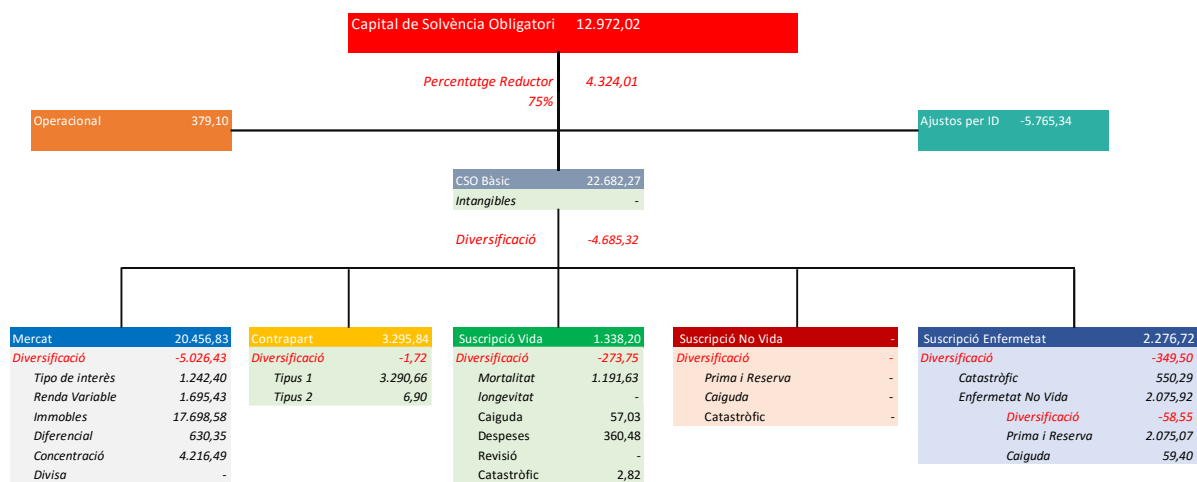 Capital de Solvència Obligatori 12.972,02
Percentatge Reductor 4.324,01
75%
Operacional 379,10
Ajustos per ID -5.765,34
CSO Bàsic 22.682,27
Intangibles -
Diversificació -4.685,32
Mercat 20.456,83
Diversificació -5.026,43
Tipo de interès 1.242,40
Renda Variable 1.695,43
Immobles 17.698,58
Diferencial 630,35
Concentració 4.216,49
Divisa -
Contrapart 3.295,84
Diversificació -1,72
Tipus 1 3.290,66
Tipus 2 6,90
Suscripció Vida 1.338,20
Diversificació -273,75
Mortalitat 1.191,63
longevitat -
Caiguda 57,03
Despeses 360,48
Revisió -
Catastròfic 2,82
Suscripció No Vida -
Diversificació -
Prima i Reserva -
Caiguda -
Catastròfic -
Suscripció Enfermetat 2.276,72
Diversificació -349,50
Catastròfic 550,29
Enfermetat No Vida 2.075,92
Diversificació -58,55
Prima i Reserva 2.075,07
Caiguda 59,40